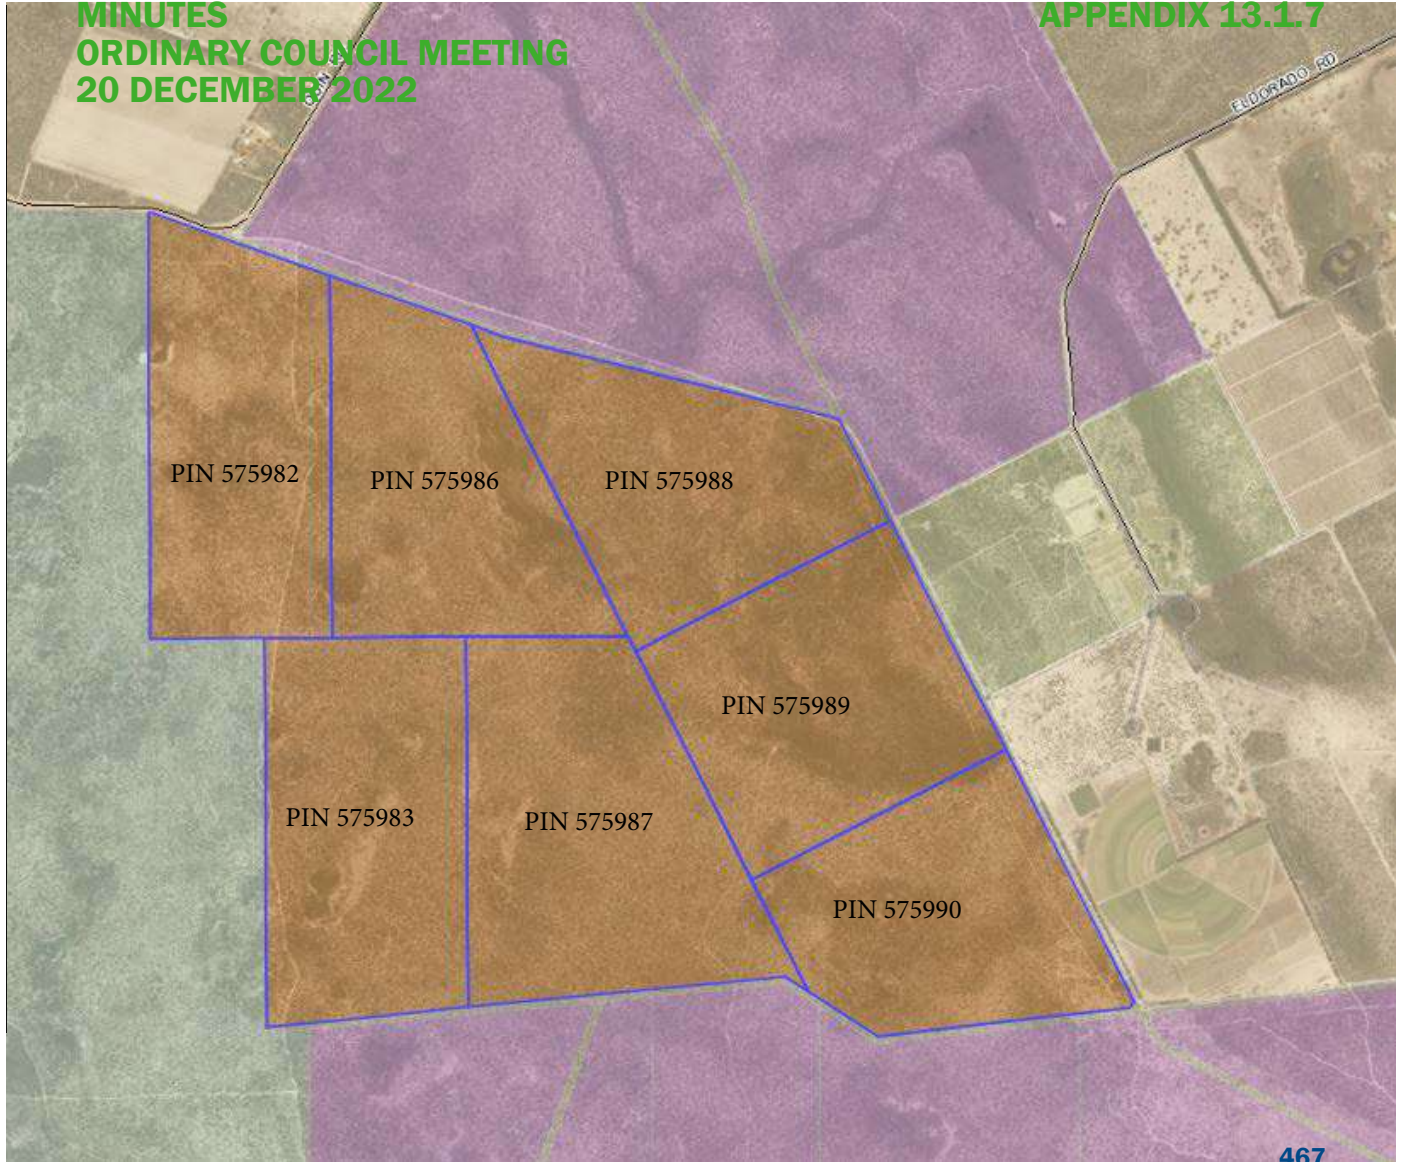 MINUTES
APPENDIX 13.1.7
ORDINARY COUNCIL MEETING
20 DECEMBER 2022
ELDORADO RD
PIN 575982
PIN 575986
PIN 575988
PIN 575989
PIN 575983
PIN 575987
PIN 575990
467